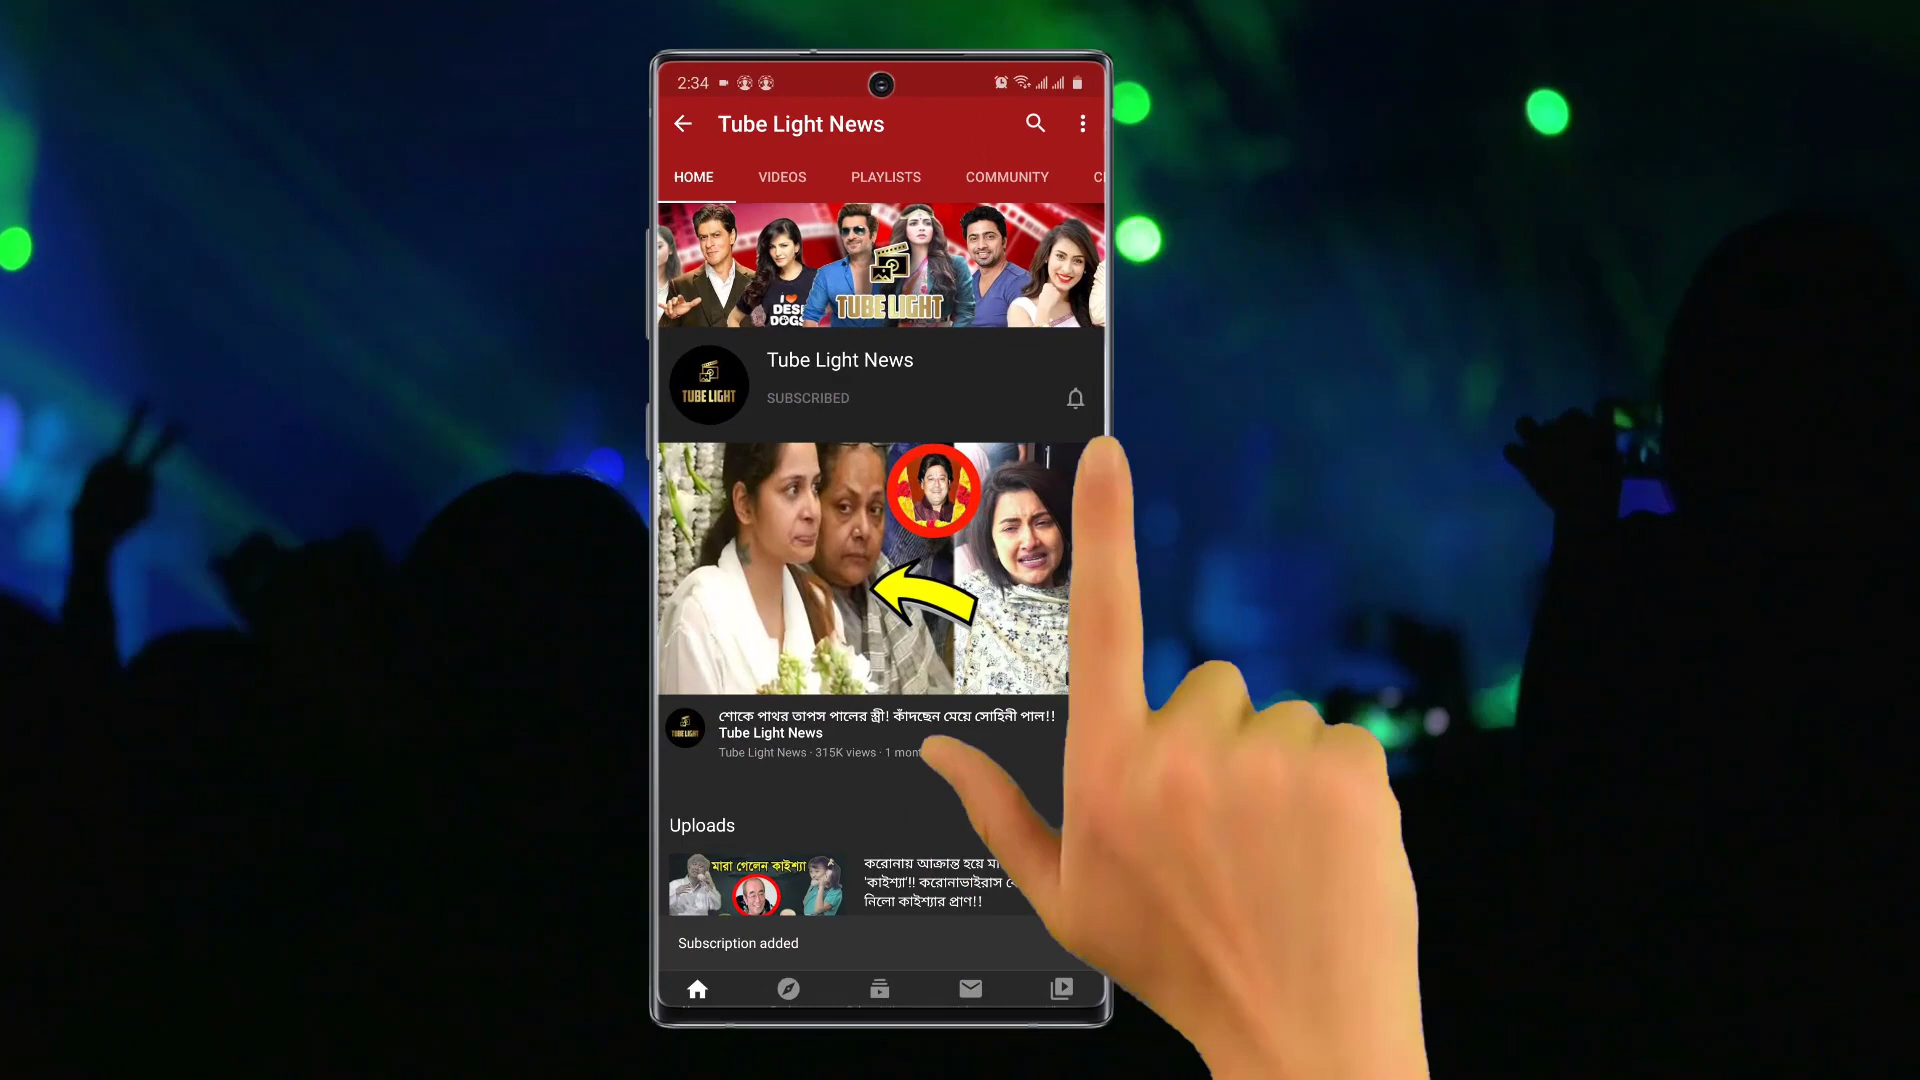 2:34
Tube Light News
HOME VIDEOS PLAYLISTS COMMUNITY
I
DESI
DOGS
TUBE LIGHT
Tube Light News
SUBSCRIBED
TUBE LIGHT
TUBE LIGHT
শোকে পাথর তাপস পালের স্ত্রী! কাঁদছেন মেয়ে সোহিনী পাল!!
Tube Light News
Tube Light News · 315K views · 1
Uploads
মারা গেলেন কাইশ্যা
করোনায় আক্রান্ত হয়ে
'কাইশ্যা'!! করোনাভাইরাস
নিলো কাইশ্যার প্রাণ!!
Subscription added